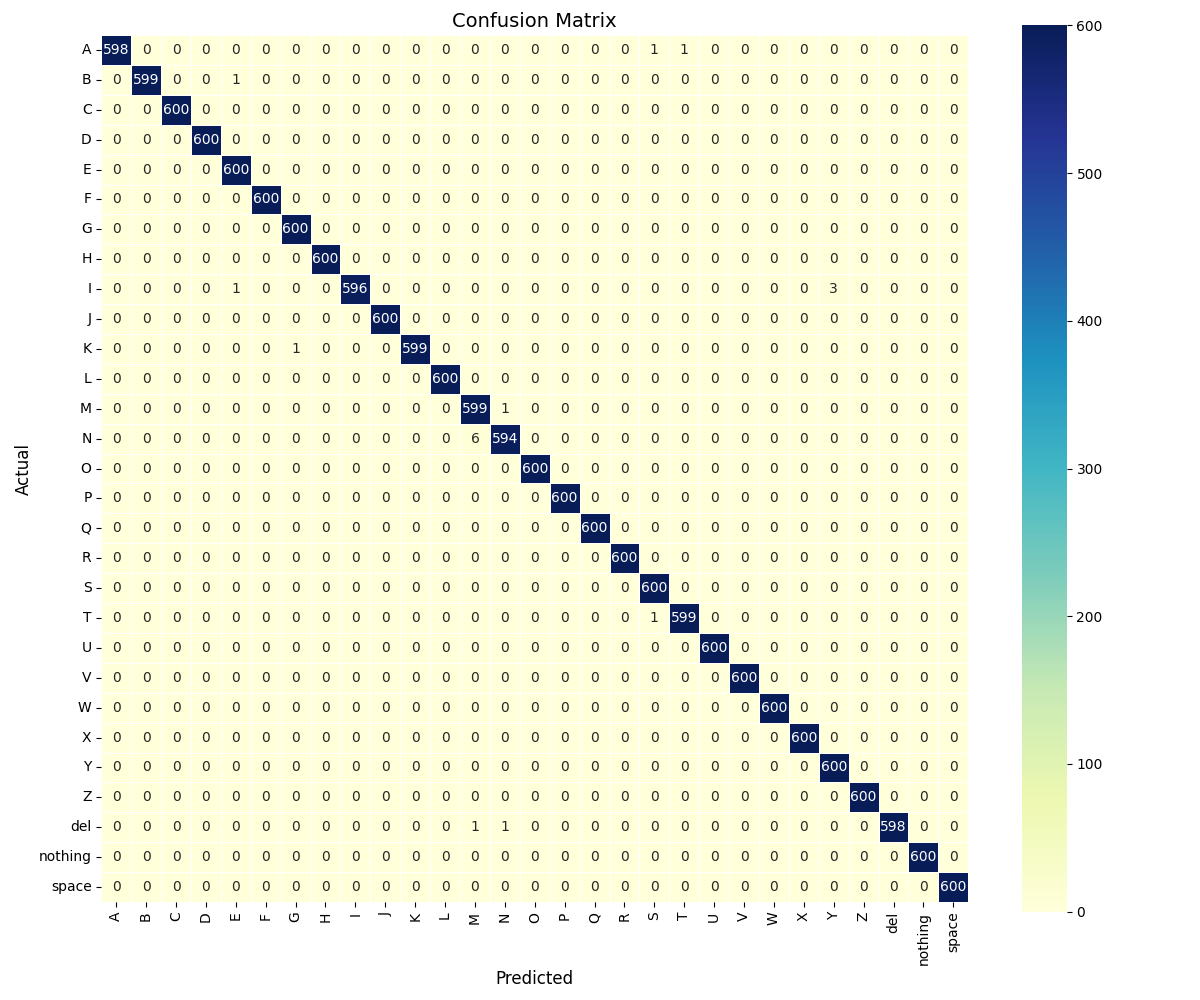 Confusion Matrix
A 598 0 0 0 0 0 0 0 0 0 0 0 0 0 0 0 0 0 1 1 0 0 0 0 0 0 0 0 0
B 0 599 0 0 1 0 0 0 0 0 0 0 0 0 0 0 0 0 0 0 0 0 0 0 0 0 0 0 0
C 0 0 600 0 0 0 0 0 0 0 0 0 0 0 0 0 0 0 0 0 0 0 0 0 0 0 0 0 0
D 0 0 0 600 0 0 0 0 0 0 0 0 0 0 0 0 0 0 0 0 0 0 0 0 0 0 0 0 0
E 0 0 0 0 600 0 0 0 0 0 0 0 0 0 0 0 0 0 0 0 0 0 0 0 0 0 0 0 0
F 0 0 0 0 0 600 0 0 0 0 0 0 0 0 0 0 0 0 0 0 0 0 0 0 0 0 0 0 0
G 0 0 0 0 0 0 600 0 0 0 0 0 0 0 0 0 0 0 0 0 0 0 0 0 0 0 0 0 0
H 0 0 0 0 0 0 0 600 0 0 0 0 0 0 0 0 0 0 0 0 0 0 0 0 0 0 0 0 0
I 0 0 0 0 1 0 0 0 596 0 0 0 0 0 0 0 0 0 0 0 0 0 0 0 3 0 0 0 0
J 0 0 0 0 0 0 0 0 0 600 0 0 0 0 0 0 0 0 0 0 0 0 0 0 0 0 0 0 0
K 0 0 0 0 0 0 1 0 0 0 599 0 0 0 0 0 0 0 0 0 0 0 0 0 0 0 0 0 0
L 0 0 0 0 0 0 0 0 0 0 0 600 0 0 0 0 0 0 0 0 0 0 0 0 0 0 0 0 0
M 0 0 0 0 0 0 0 0 0 0 0 0 599 1 0 0 0 0 0 0 0 0 0 0 0 0 0 0 0
N 0 0 0 0 0 0 0 0 0 0 0 0 6 594 0 0 0 0 0 0 0 0 0 0 0 0 0 0 0
O 0 0 0 0 0 0 0 0 0 0 0 0 0 0 600 0 0 0 0 0 0 0 0 0 0 0 0 0 0
P 0 0 0 0 0 0 0 0 0 0 0 0 0 0 0 600 0 0 0 0 0 0 0 0 0 0 0 0 0
Q 0 0 0 0 0 0 0 0 0 0 0 0 0 0 0 0 600 0 0 0 0 0 0 0 0 0 0 0 0
R 0 0 0 0 0 0 0 0 0 0 0 0 0 0 0 0 0 600 0 0 0 0 0 0 0 0 0 0 0
S 0 0 0 0 0 0 0 0 0 0 0 0 0 0 0 0 0 0 600 0 0 0 0 0 0 0 0 0 0
T 0 0 0 0 0 0 0 0 0 0 0 0 0 0 0 0 0 0 1 599 0 0 0 0 0 0 0 0 0
U 0 0 0 0 0 0 0 0 0 0 0 0 0 0 0 0 0 0 0 0 600 0 0 0 0 0 0 0 0
V 0 0 0 0 0 0 0 0 0 0 0 0 0 0 0 0 0 0 0 0 0 600 0 0 0 0 0 0 0
W 0 0 0 0 0 0 0 0 0 0 0 0 0 0 0 0 0 0 0 0 0 0 600 0 0 0 0 0 0
X 0 0 0 0 0 0 0 0 0 0 0 0 0 0 0 0 0 0 0 0 0 0 0 600 0 0 0 0 0
Y 0 0 0 0 0 0 0 0 0 0 0 0 0 0 0 0 0 0 0 0 0 0 0 0 600 0 0 0 0
Z 0 0 0 0 0 0 0 0 0 0 0 0 0 0 0 0 0 0 0 0 0 0 0 0 0 600 0 0 0
del 0 0 0 0 0 0 0 0 0 0 0 0 1 1 0 0 0 0 0 0 0 0 0 0 0 0 598 0 0
nothing 0 0 0 0 0 0 0 0 0 0 0 0 0 0 0 0 0 0 0 0 0 0 0 0 0 0 0 600 0
space 0 0 0 0 0 0 0 0 0 0 0 0 0 0 0 0 0 0 0 0 0 0 0 0 0 0 0 0 600
A B C D E F G H I J K L M N O P Q R S T U V W X Y Z del nothing space
Predicted
Actual
600
500
400
300
200
100
0